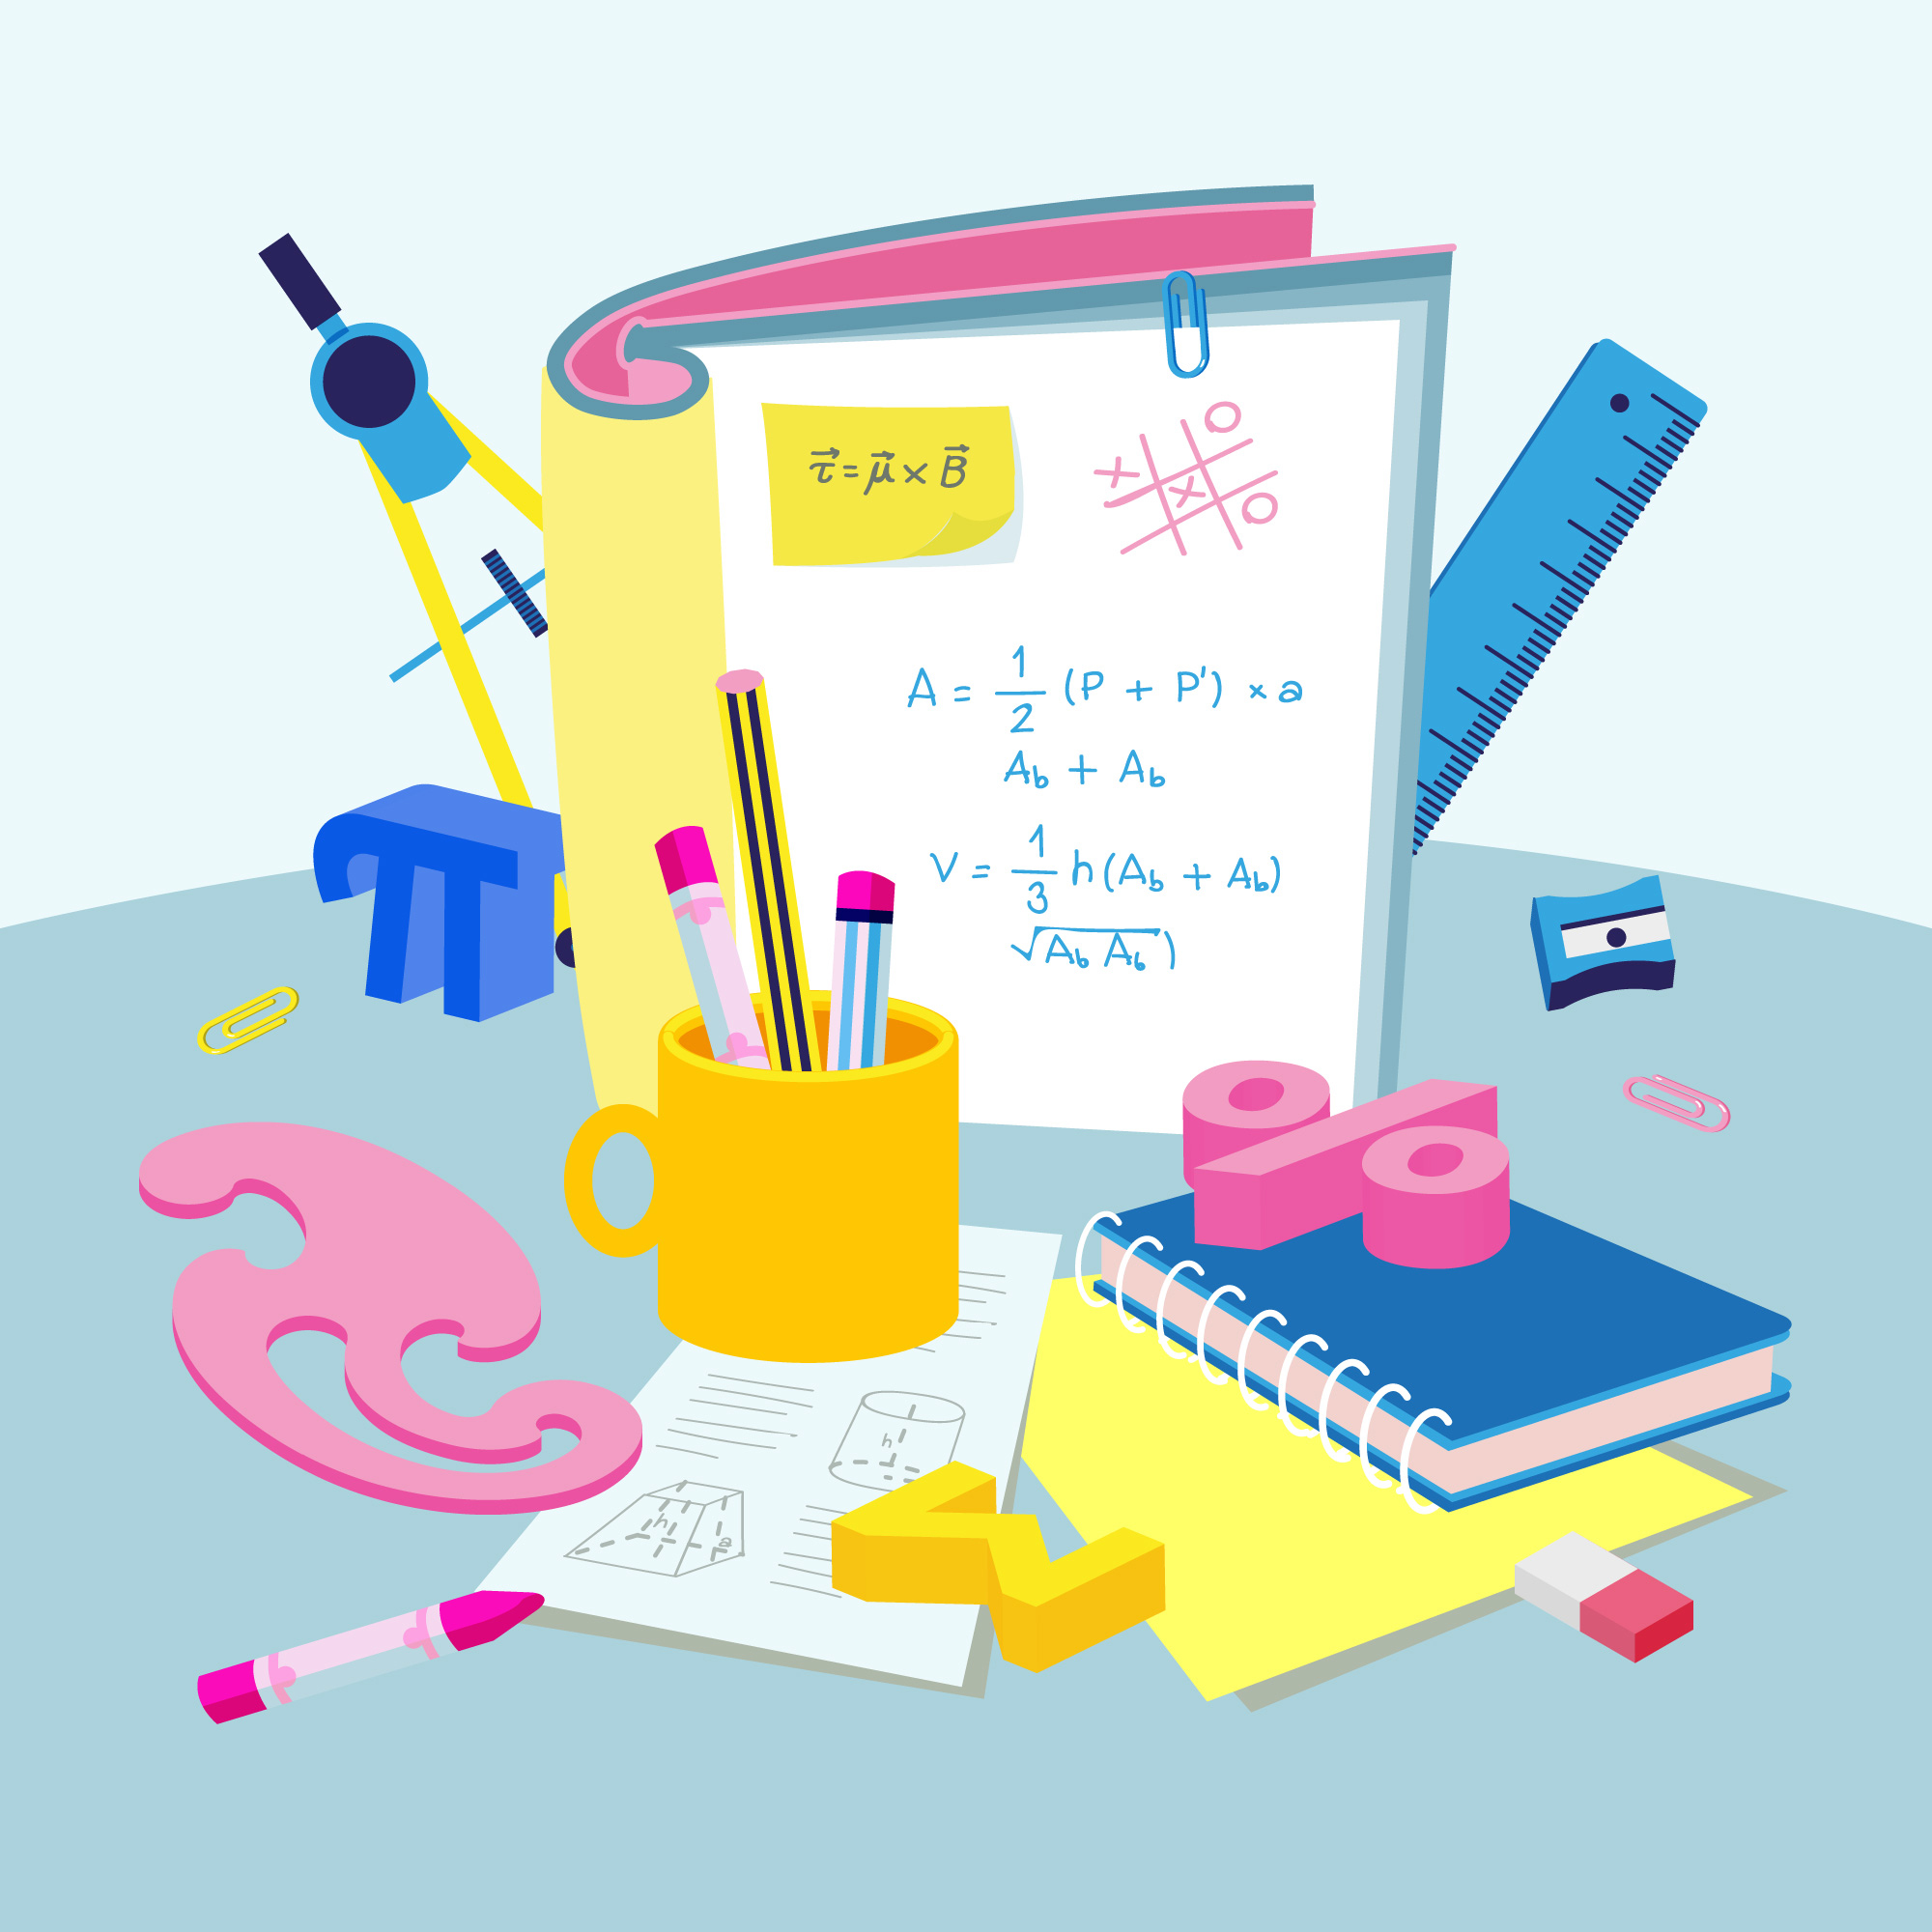 τ⃗ = μ⃗ × B⃗
O
X X
O
A = 1/2 (P + P') × a
Ab + Ab
V = 1/3 h(Ab + Ab)
√Ab Ab )
π
%
h
h
a